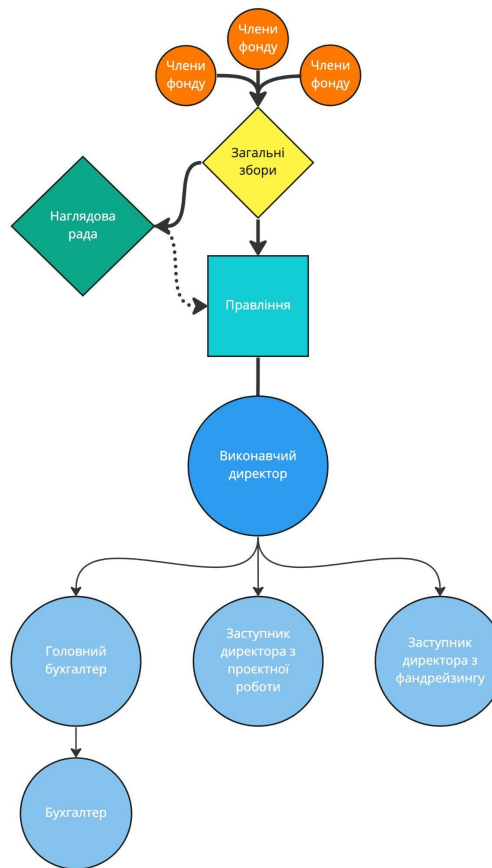 Члени
фонду
Члени
фонду
Члени
фонду
Загальні
збори
Наглядова
рада
Правління
Виконавчий
директор
Головний
бухгалтер
Заступник
директора з
проєктної
роботи
Заступник
директора з
фандрейзингу
Бухгалтер